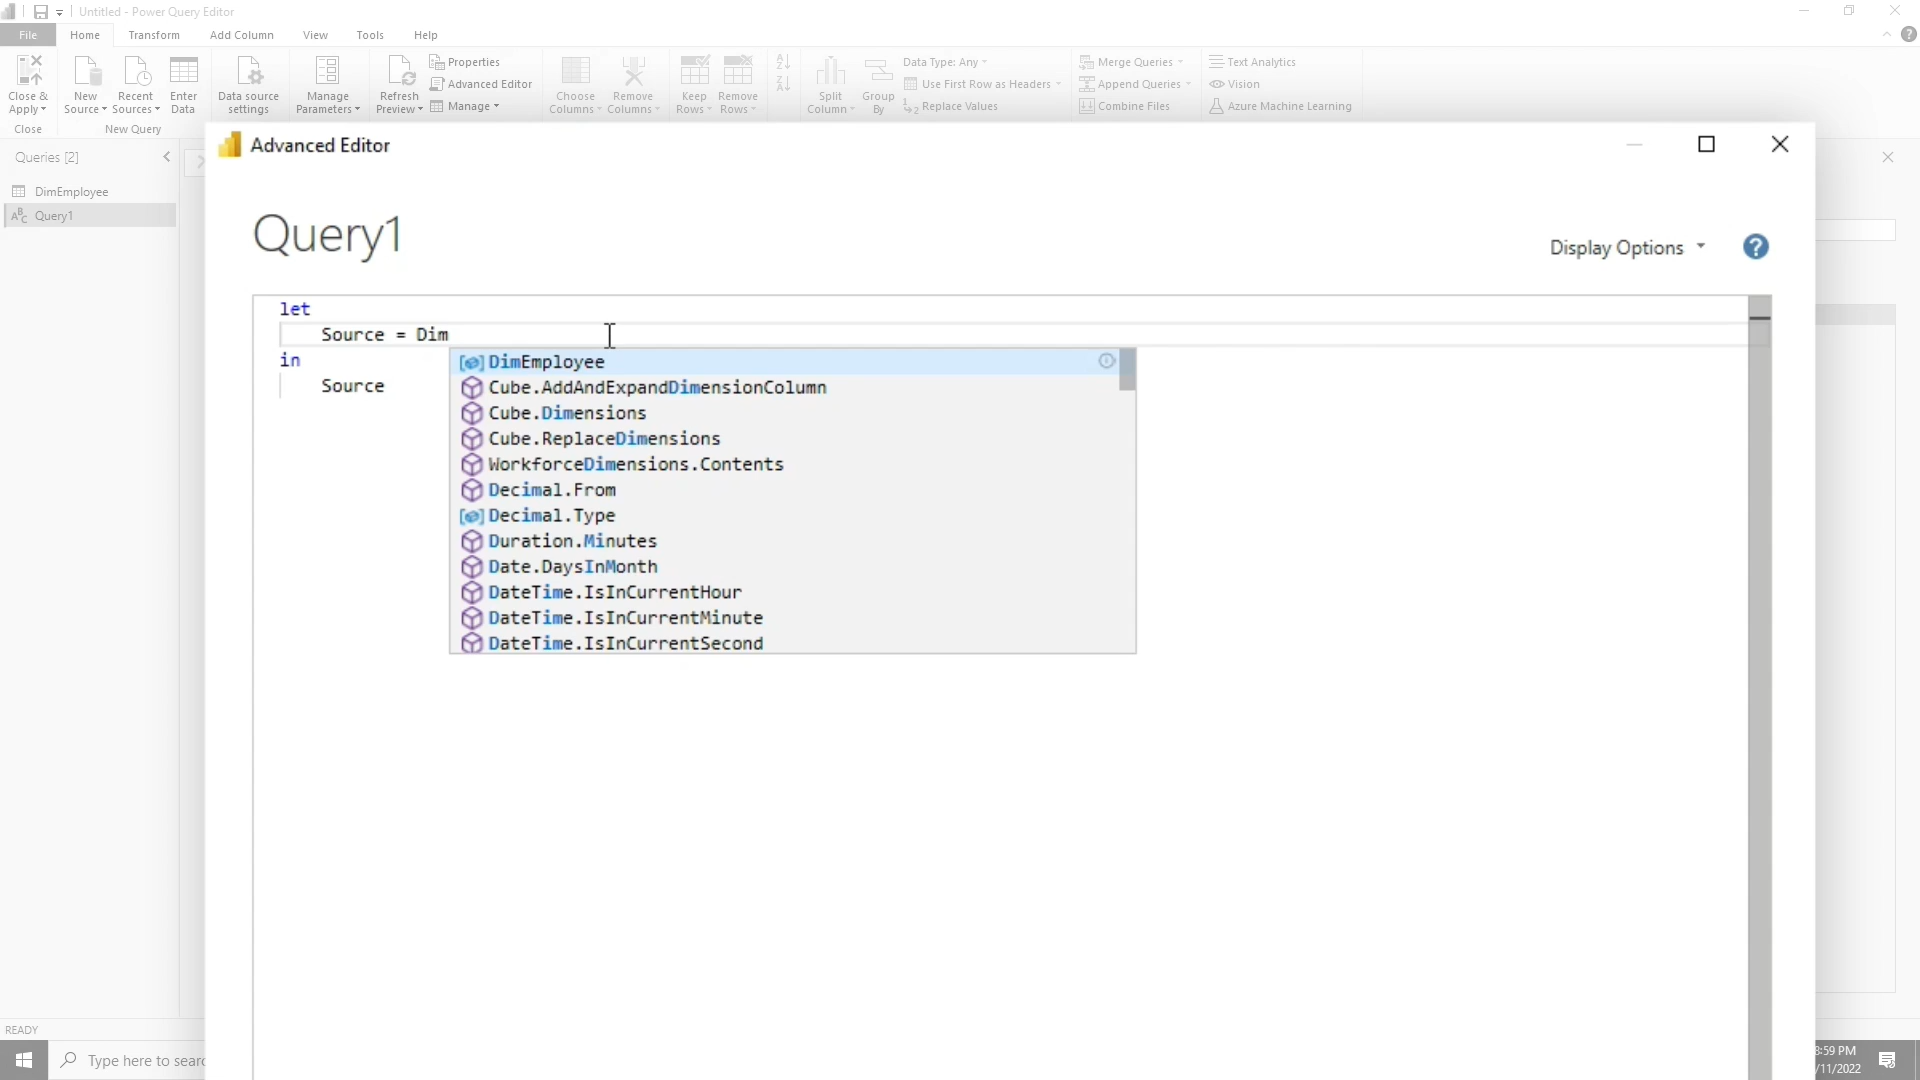 Untitled - Power Query Editor
File
Home
Transform
Add Column
View
Tools
Help
Close &
Apply
New
Source
Recent
Sources
Enter
Data
Data source
settings
Manage
Parameters
Refresh
Preview
Properties
Advanced Editor
Manage
Choose
Columns
Remove
Columns
Keep
Rows
Remove
Rows
Split
Column
Group
By
Data Type: Any
Use First Row as Headers
Replace Values
Merge Queries
Append Queries
Combine Files
Text Analytics
Vision
Azure Machine Learning
Close
New Query
Queries [2]
DimEmployee
Query1
Advanced Editor
Query1
Display Options
let
Source = Dim
in
Source
DimEmployee
Cube.AddAndExpandDimensionColumn
Cube.Dimensions
Cube.ReplaceDimensions
WorkforceDimensions.Contents
Decimal.From
Decimal.Type
Duration.Minutes
Date.DaysInMonth
DateTime.IsInCurrentHour
DateTime.IsInCurrentMinute
DateTime.IsInCurrentSecond
READY
Type here to sear
:59 PM
/11/2022